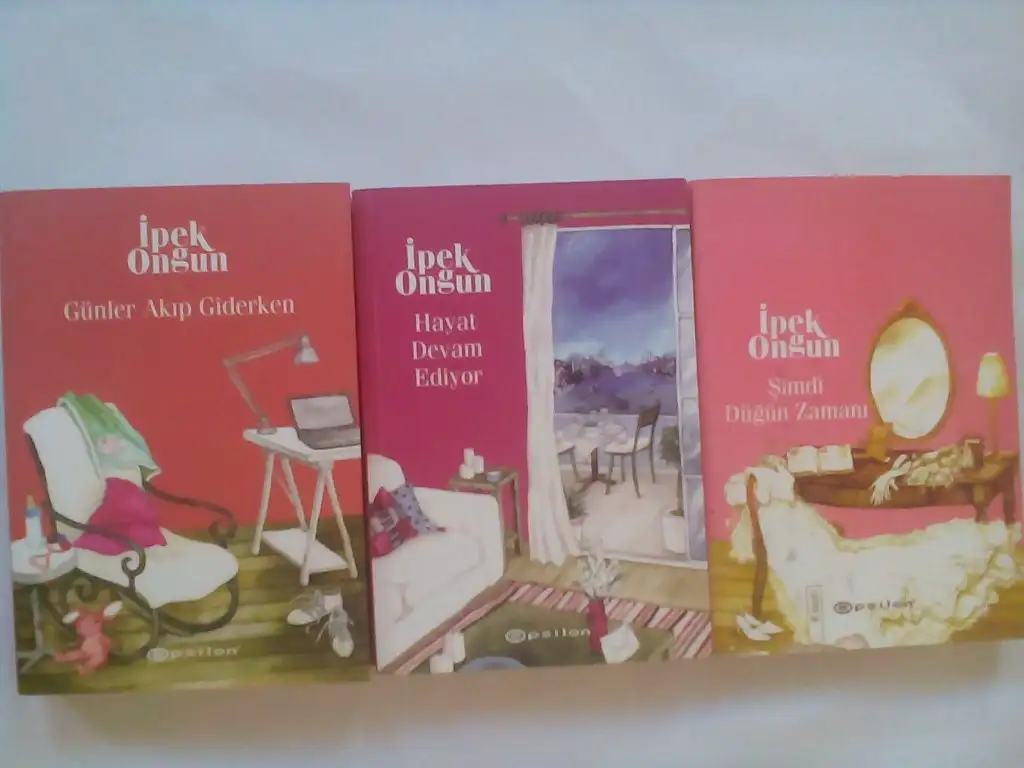 İpek
Ongun
Günler Akıp Giderken
epsilon
İpek
Ongun
Hayat
Devam
Ediyor
epsilon
İpek
Ongun
Şimdi
Düğün Zamanı
epsilon